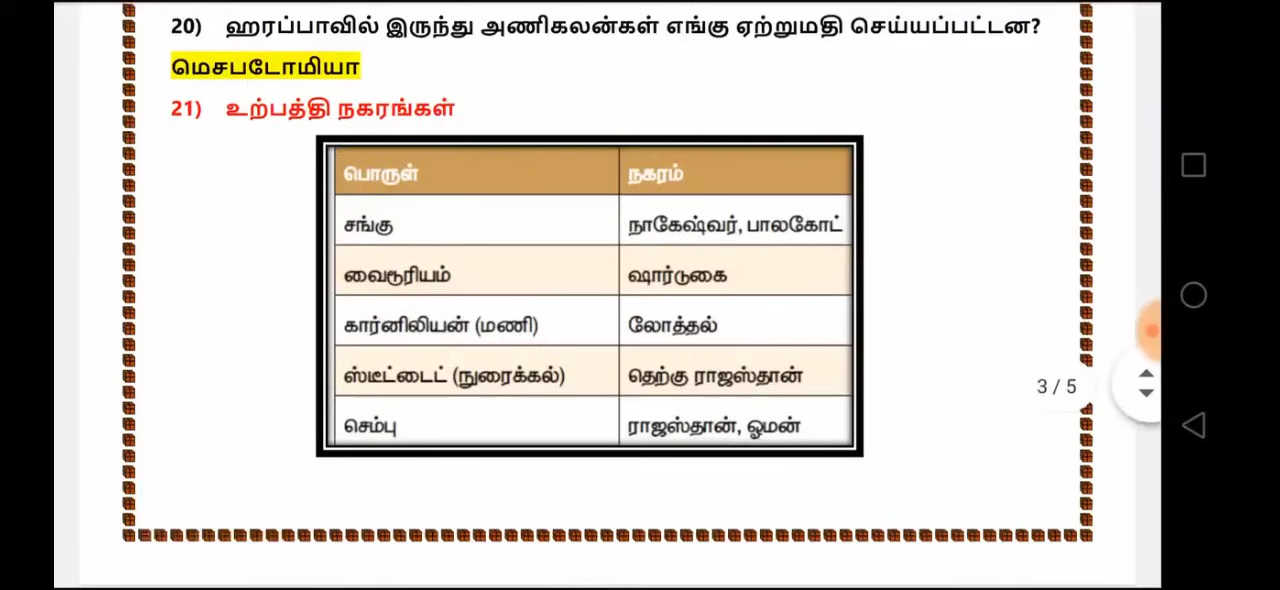 20) ஹரப்பாவில் இருந்து அணிகலன்கள் எங்கு ஏற்றுமதி செய்யப்பட்டன?
மெசபடோமியா
21) உற்பத்தி நகரங்கள்
பொருள் நகரம்
சங்கு நாகேஷ்வர், பாலகோட்
வைடூரியம் ஷார்டுகை
கார்னிலியன் (மணி) லோத்தல்
ஸ்டீட்டைட் (நுரைக்கல்) தெற்கு ராஜஸ்தான்
3 / 5
செம்பு ராஜஸ்தான், ஓமன்